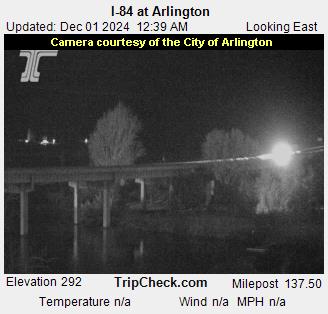 I-84 at Arlington
Updated: Dec 01 2024 12:39 AM Looking East
Camera courtesy of the City of Arlington
Elevation 292 TripCheck.com Milepost 137.50
Temperature n/a Wind n/a MPH n/a